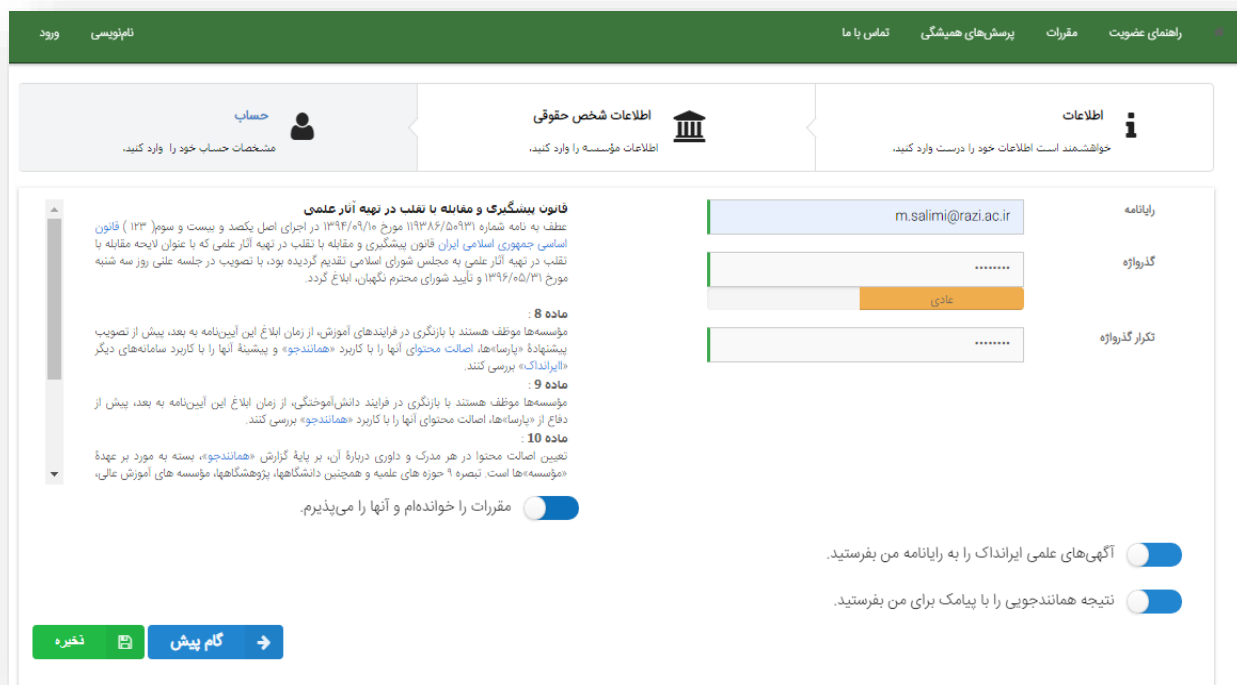 راهنمای عضویت مقررات پرسش‌های همیشگی تماس با ما نام‌نویسی ورود
اطلاعات
خواهشمند است اطلاعات خود را درست وارد کنید.
اطلاعات شخص حقوقی
اطلاعات مؤسسه را وارد کنید.
حساب
مشخصات حساب خود را وارد کنید.
رایانامه
m.salimi@razi.ac.ir
گذرواژه
........
عادی
تکرار گذرواژه
........
قانون پیشگیری و مقابله با تقلب در تهیه آثار علمی
عطف به نامه شماره ۱۱۹۳۸۶/۵۰۹۳۱ مورخ ۱۳۹۴/۰۹/۱۰ در اجرای اصل یکصد و بیست و سوم( ۱۲۳ ) قانون
اساسی جمهوری اسلامی ایران قانون پیشگیری و مقابله با تقلب در تهیه آثار علمی که با عنوان لایحه مقابله با
تقلب در تهیه آثار علمی به مجلس شورای اسلامی تقدیم گردیده بود، با تصویب در جلسه علنی روز سه شنبه
مورخ ۱۳۹۶/۰۵/۳۱ و تأیید شورای محترم نگهبان، ابلاغ گردد.
ماده 8 :
مؤسسه‌ها موظف هستند با بازنگری در فرایندهای آموزش، از زمان ابلاغ این آیین‌نامه به بعد، پیش از تصویب
پیشنهادهٔ «پارسا»ها، اصالت محتوای آنها را با کاربرد «همانندجو» و پیشینهٔ آنها را با کاربرد سامانه‌های دیگر
«اایرانداک» بررسی کنند.
ماده 9 :
مؤسسه‌ها موظف هستند با بازنگری در فرایند دانش‌آموختگی، از زمان ابلاغ این آیین‌نامه به بعد، پیش از
دفاع از «پارسا»ها، اصالت محتوای آنها را با کاربرد «همانندجو» بررسی کنند.
ماده 10 :
تعیین اصالت محتوا در هر مدرک و داوری دربارهٔ آن، بر پایهٔ گزارش «همانندجو»، بسته به مورد بر عهدهٔ
«مؤسسه»ها است. تبصره ۹ حوزه های علمیه و همچنین دانشگاهها، پژوهشگاهها، مؤسسه های آموزش عالی،
مقررات را خوانده‌ام و آنها را می‌پذیرم.
آگهی‌های علمی ایرانداک را به رایانامه من بفرستید.
نتیجه همانندجویی را با پیامک برای من بفرستید.
گام پیش
ذخیره